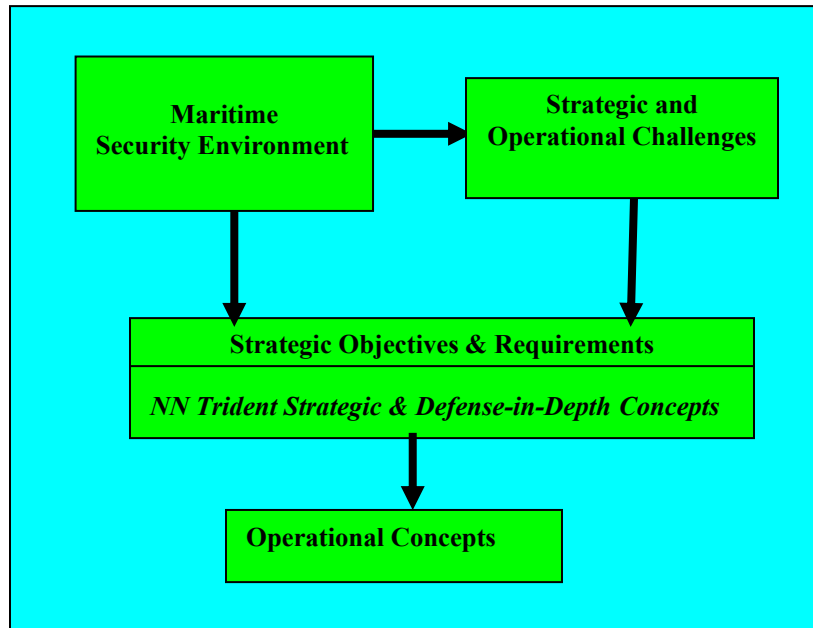 Maritime
Security Environment
Strategic and
Operational Challenges
Strategic Objectives & Requirements
NN Trident Strategic & Defense-in-Depth Concepts
Operational Concepts